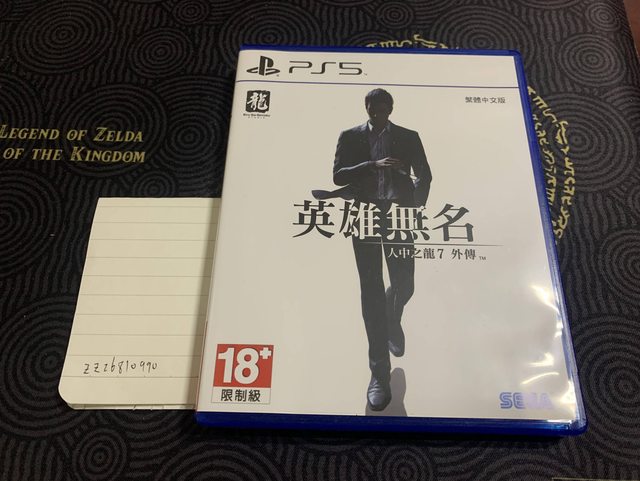 LEGEND OF ZELDA
OF THE KINGDOM
PS5
繁體中文版
龍
英雄無名
人中之龍7 外傳 TM
18+
限制級
SEGA
zz26810990